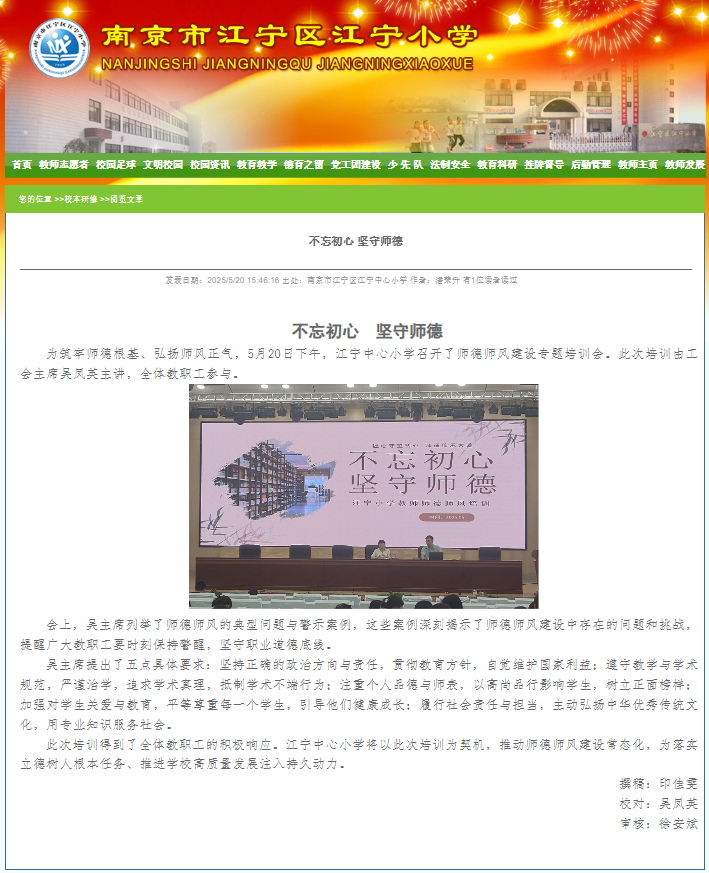 南京市江宁区江宁小学
NANJINGSHI JIANGNINGQU JIANGNINGXIAOXUE
首页 教师志愿者 校园足球 文明校园 校园资讯 教育教学 德育之窗 党工团建设 少先队 法制安全 教育科研 挂牌督导 后勤管理 教师主页 教师发展
您的位置 >>校本研修 >>阅览文章
不忘初心 坚守师德
发表日期：2025/5/20 15:46:16 出处：南京市江宁区江宁中心小学 作者：潘荣升 有1位读者读过
不忘初心 坚守师德
为筑牢师德根基、弘扬师风正气，5月20日下午，江宁中心小学召开了师德师风建设专题培训会。此次培训由工
会主席吴凤英主讲，全体教职工参与。
不忘初心
坚守师德
江宁小学教师师德师风培训
会上，吴主席列举了师德师风的典型问题与警示案例，这些案例深刻揭示了师德师风建设中存在的问题和挑战，
提醒广大教职工要时刻保持警醒，坚守职业道德底线。
吴主席提出了五点具体要求：坚持正确的政治方向与责任，贯彻教育方针，自觉维护国家利益；遵守教学与学术
规范，严谨治学，追求学术真理，抵制学术不端行为；注重个人品德与师表，以高尚品行影响学生，树立正面榜样；
加强对学生关爱与教育，平等尊重每一个学生，引导他们健康成长；履行社会责任与担当，主动弘扬中华优秀传统文
化，用专业知识服务社会。
此次培训得到了全体教职工的积极响应。江宁中心小学将以此次培训为契机，推动师德师风建设常态化，为落实
立德树人根本任务、推进学校高质量发展注入持久动力。
撰稿：印佳雯
校对：吴凤英
审核：徐安斌